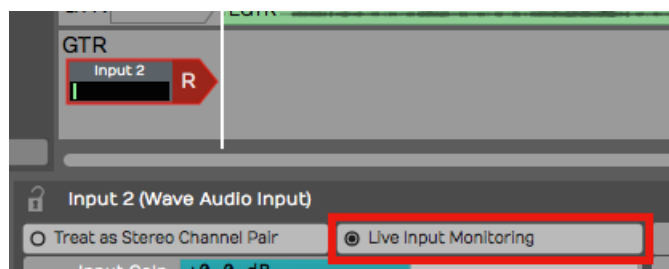 GTR
Input 2
R
Input 2 (Wave Audio Input)
Treat as Stereo Channel Pair
Live Input Monitoring